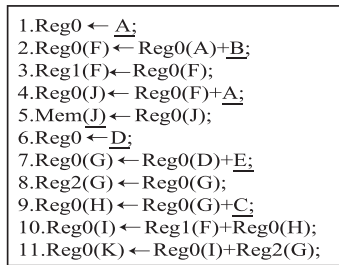 1.Reg0 ← A;
2.Reg0(F) ← Reg0(A)+B;
3.Reg1(F)←Reg0(F);
4.Reg0(J)← Reg0(F)+A;
5.Mem(J)← Reg0(J);
6.Reg0 ← D;
7.Reg0(G) ← Reg0(D)+E;
8.Reg2(G) ← Reg0(G);
9.Reg0(H) ← Reg0(G)+C;
10.Reg0(I) ← Reg1(F)+Reg0(H);
11.Reg0(K) ← Reg0(I)+Reg2(G);